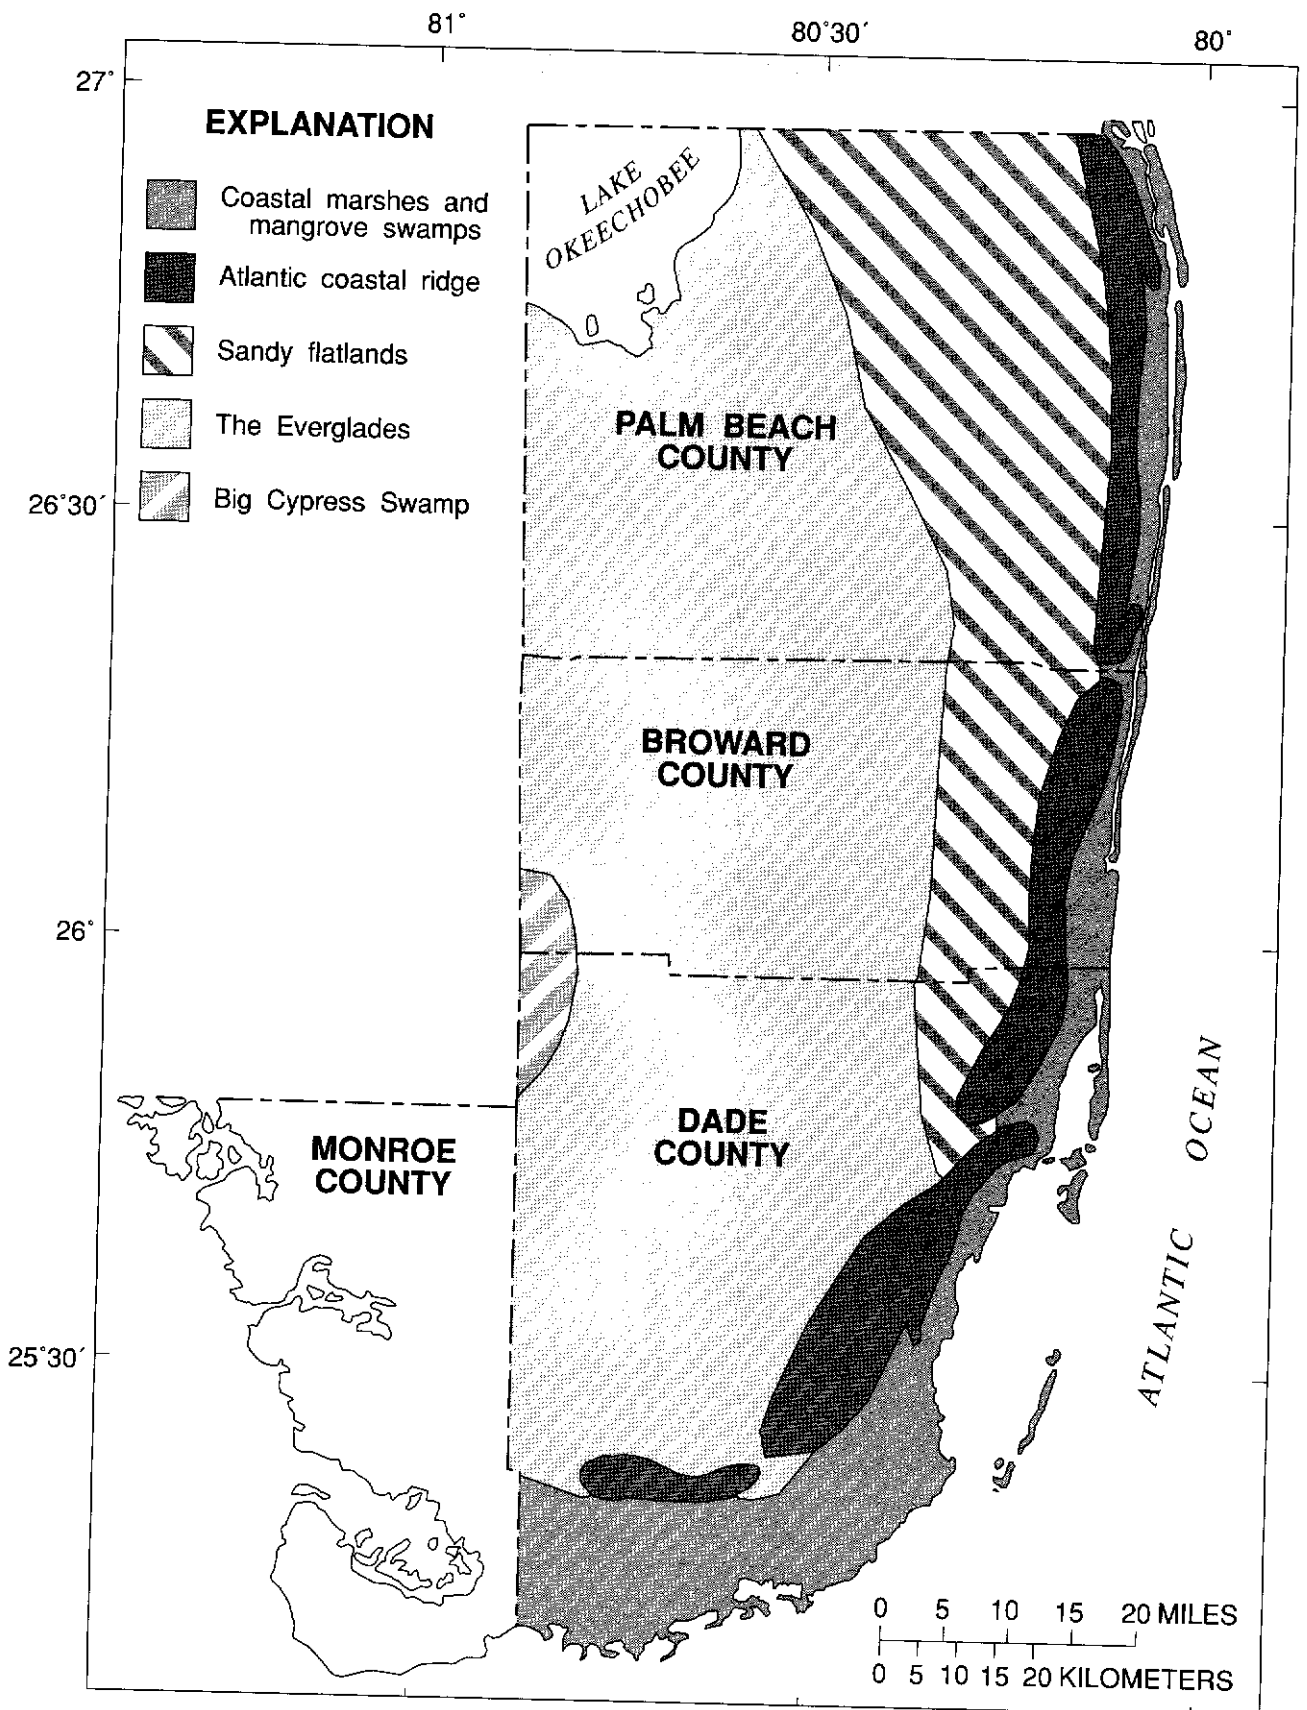 81°
80°30′
80°
27°
EXPLANATION
Coastal marshes and
mangrove swamps
Atlantic coastal ridge
Sandy flatlands
The Everglades
Big Cypress Swamp
LAKE
OKEECHOBEE
PALM BEACH
COUNTY
26°30′
BROWARD
COUNTY
26°
DADE
COUNTY
MONROE
COUNTY
ATLANTIC OCEAN
25°30′
0 5 10 15 20 MILES
0 5 10 15 20 KILOMETERS